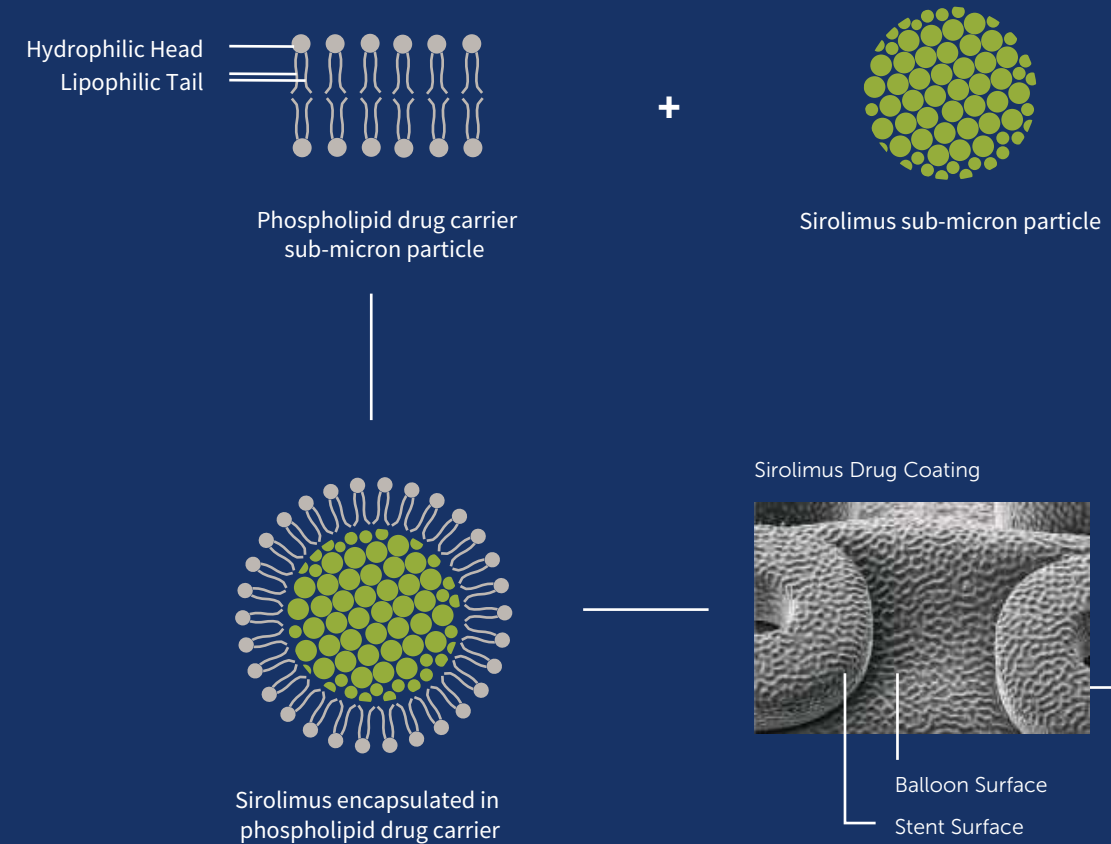 Hydrophilic Head
Lipophilic Tail
+
Phospholipid drug carrier
sub-micron particle
Sirolimus sub-micron particle
Sirolimus Drug Coating
Balloon Surface
Stent Surface
Sirolimus encapsulated in
phospholipid drug carrier